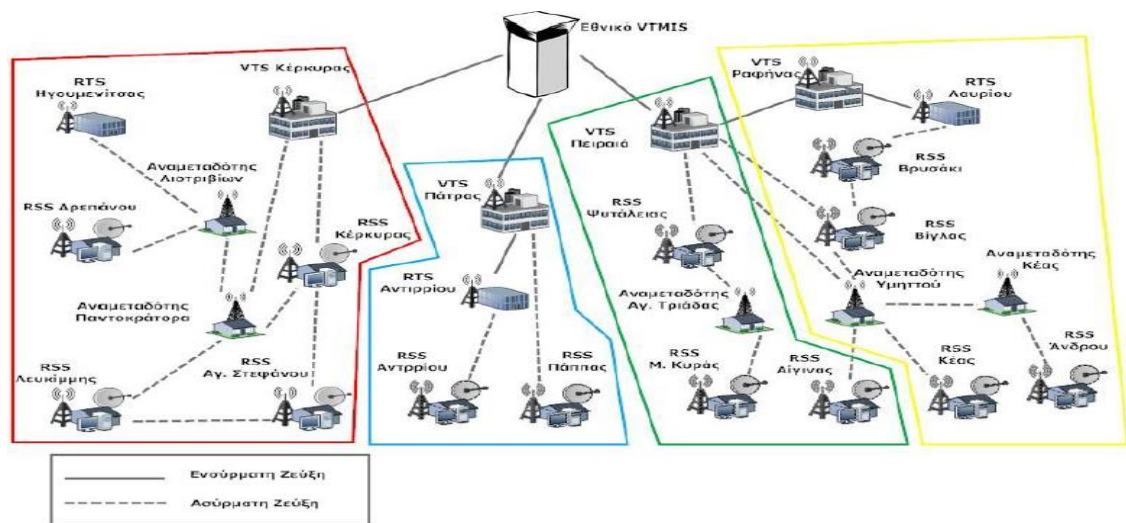 Εθνικό VTMIS
VTS Κέρκυρας
RTS
Ηγουμενίτσας
Αναμεταδότης
Λιοτριβίων
RSS Δρεπάνου
RSS
Κέρκυρας
Αναμεταδότης
Παντοκράτορα
RSS
Λευκίμμης
RSS
Αγ. Στεφάνου
VTS
Πάτρας
RTS
Αντιρρίου
RSS
Αντρρίου
RSS
Πάππας
VTS
Πειραιά
RSS
Ψυτάλειας
Αναμεταδότης
Αγ. Τριάδας
RSS
Μ. Κυράς
RSS
Αίγινας
VTS
Ραφήνας
RTS
Λαυρίου
RSS
Βρυσάκι
RSS
Βίγλας
Αναμεταδότης
Υμηττού
Αναμεταδότης
Κέας
RSS
Κέας
RSS
Άνδρου
Ενσύρματη Ζεύξη
Ασύρματη Ζεύξη